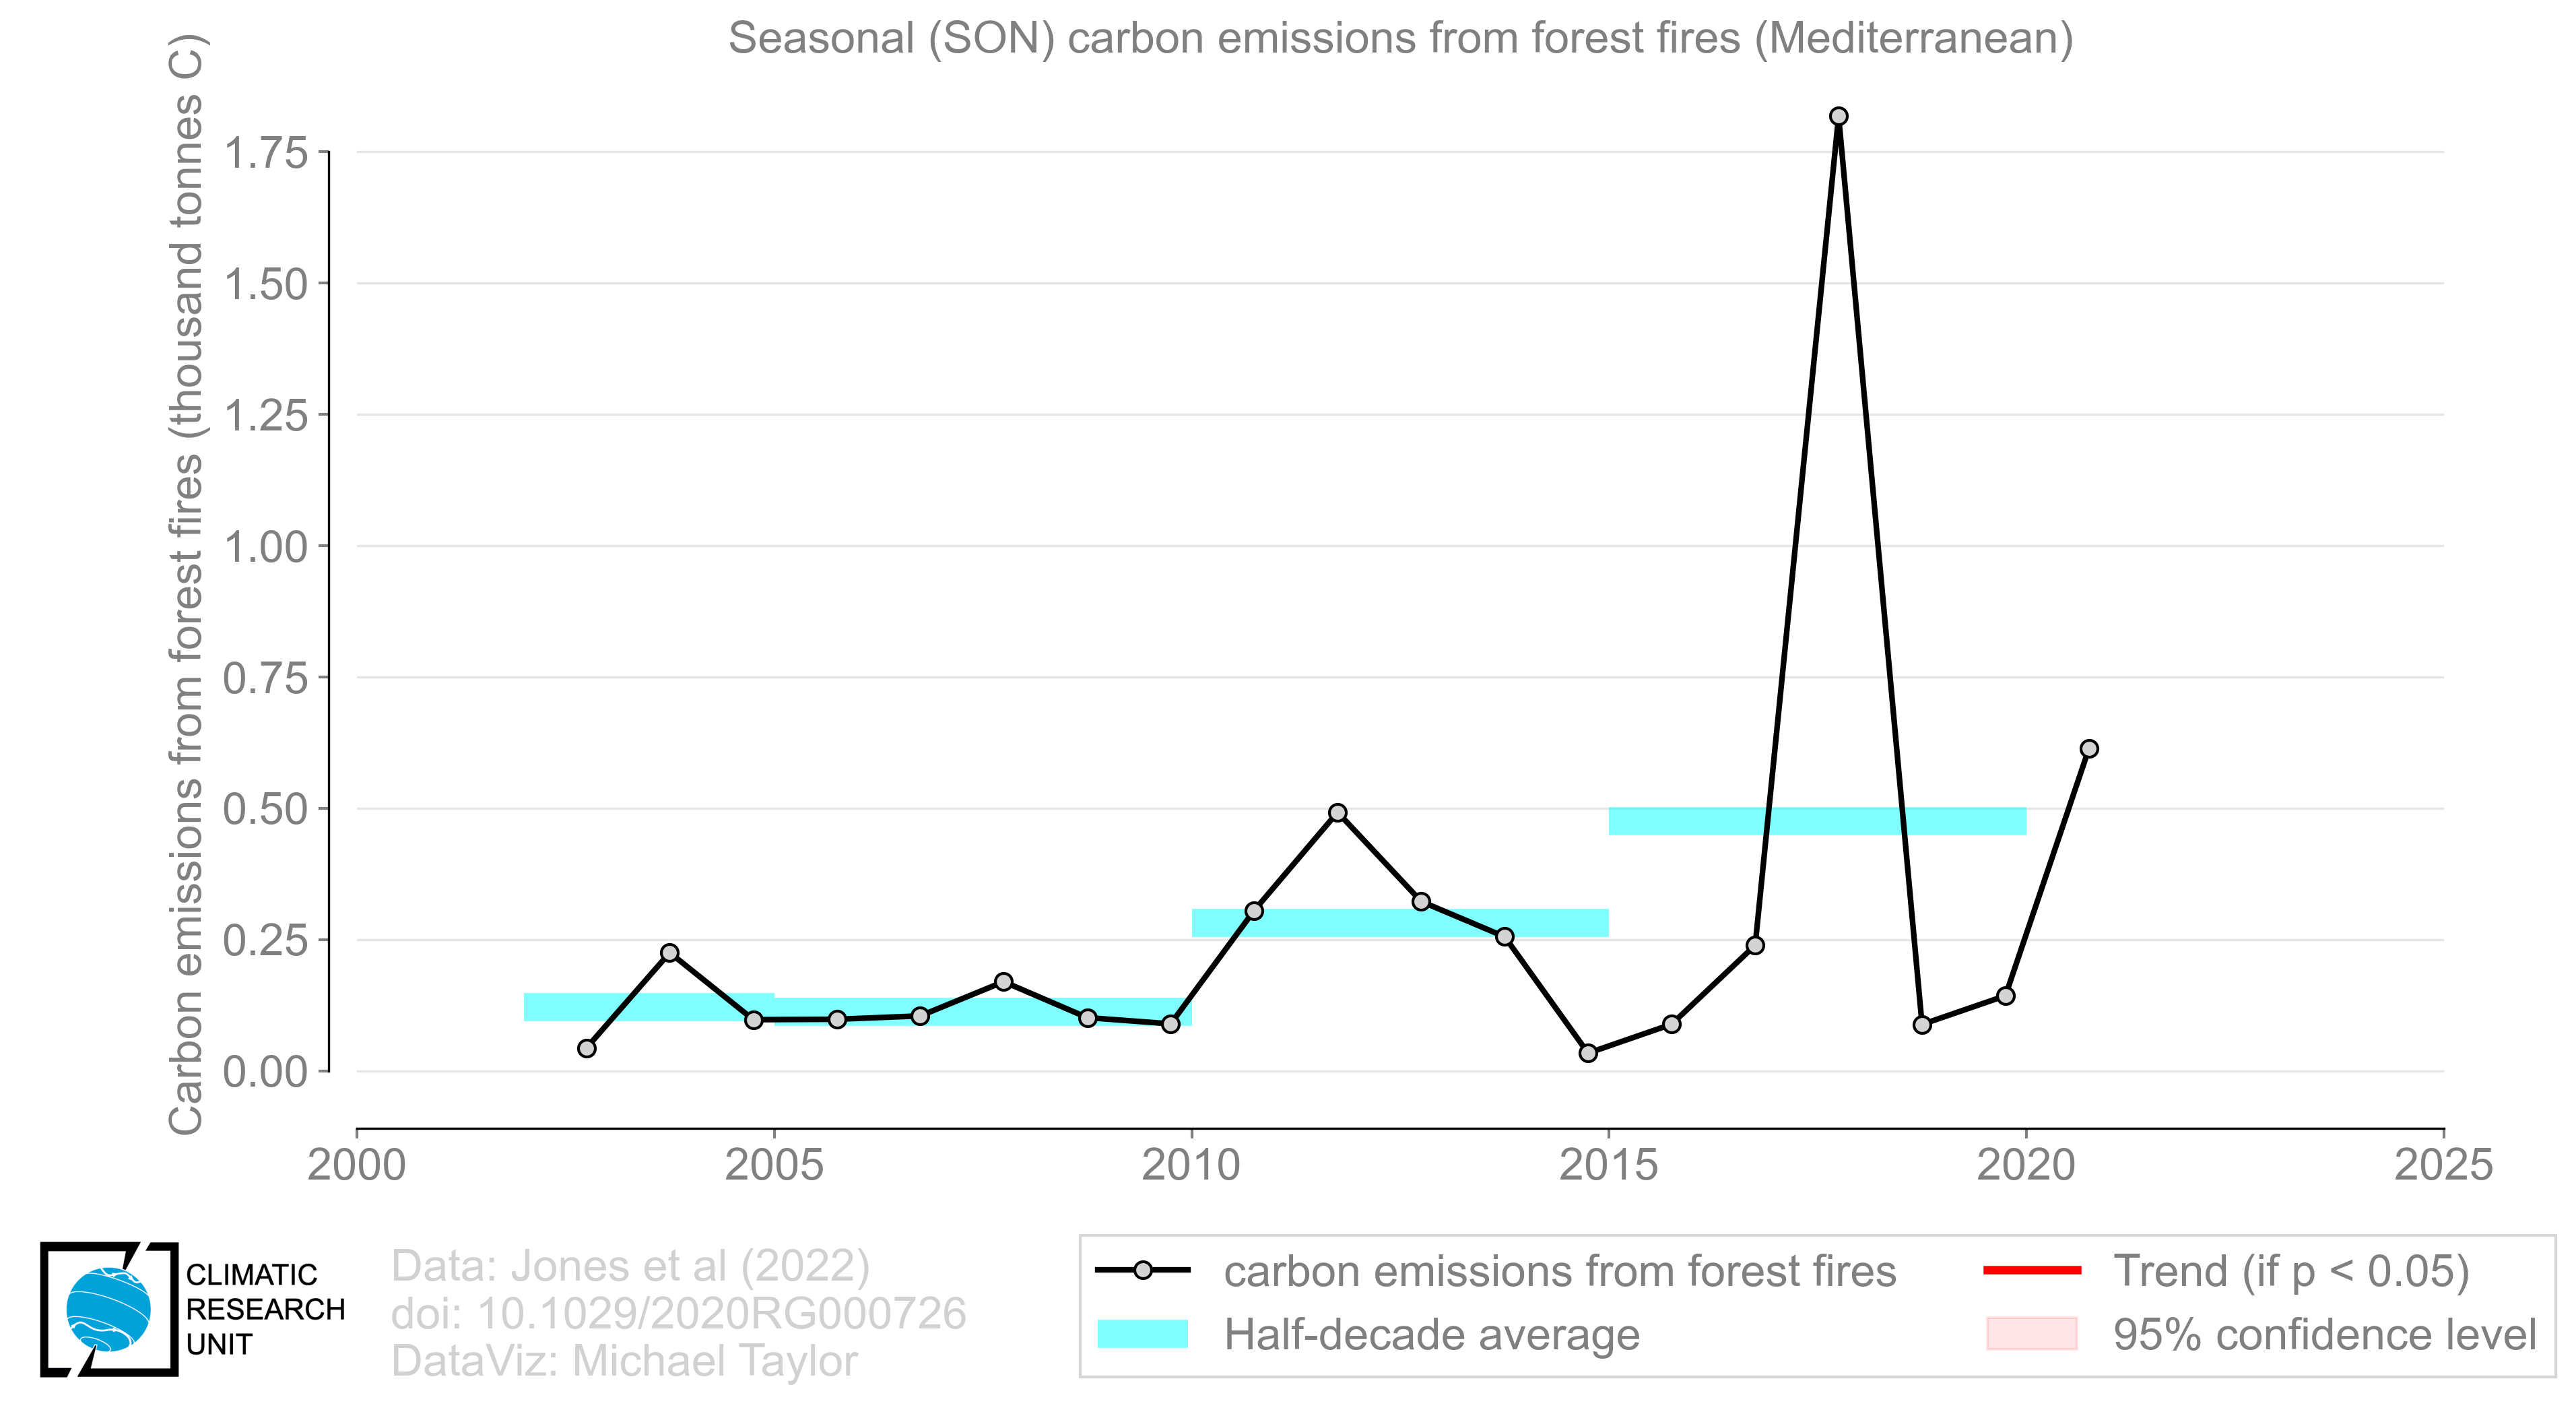 Seasonal (SON) carbon emissions from forest fires (Mediterranean)
Carbon emissions from forest fires (thousand tonnes C)
1.75
1.50
1.25
1.00
0.75
0.50
0.25
0.00
2000 2005 2010 2015 2020 2025
CLIMATIC
RESEARCH
UNIT
Data: Jones et al (2022)
doi: 10.1029/2020RG000726
DataViz: Michael Taylor
carbon emissions from forest fires
Half-decade average
Trend (if p < 0.05)
95% confidence level